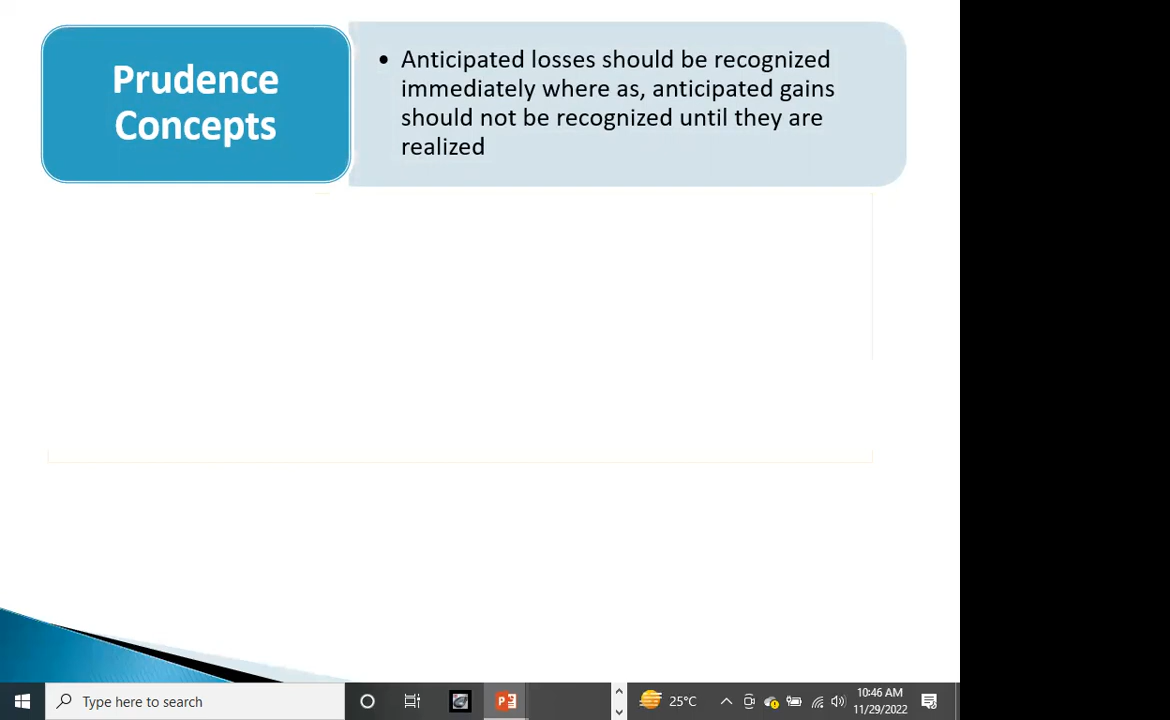 Prudence
Concepts
• Anticipated losses should be recognized
immediately where as, anticipated gains
should not be recognized until they are
realized
Type here to search
25°C
10:46 AM
11/29/2022